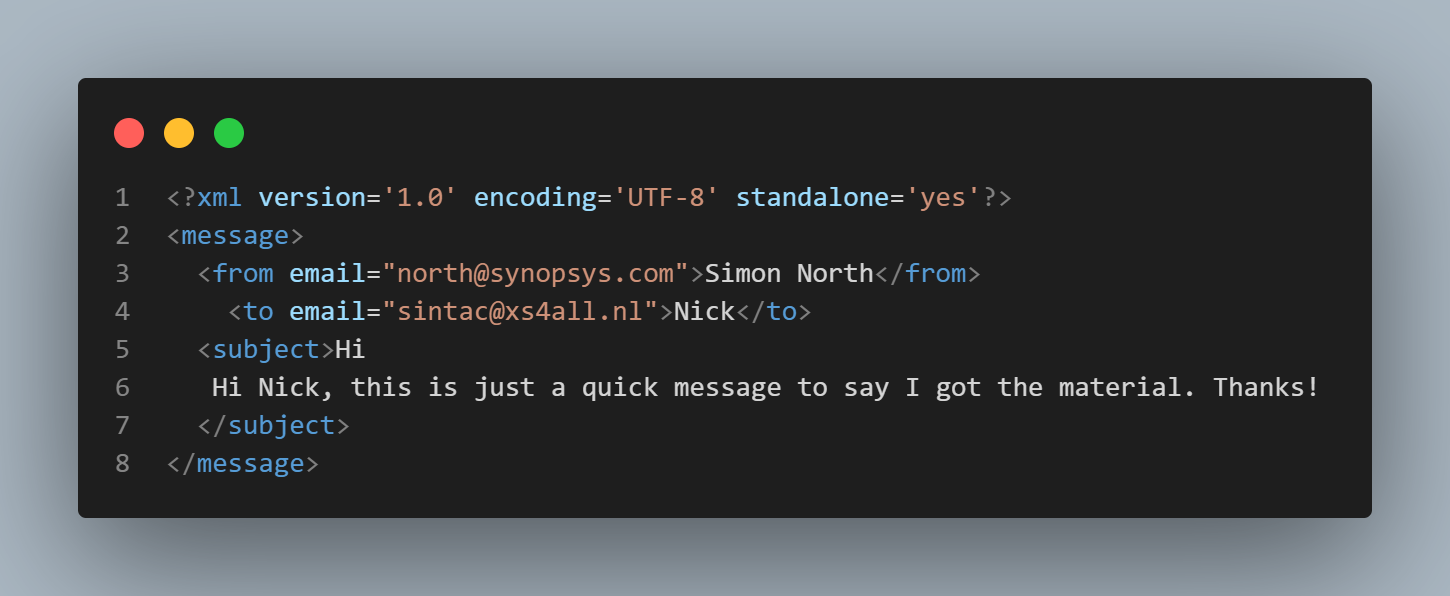 1 <?xml version='1.0' encoding='UTF-8' standalone='yes'?>
2 <message>
3   <from email="north@synopsys.com">Simon North</from>
4     <to email="sintac@xs4all.nl">Nick</to>
5   <subject>Hi
6    Hi Nick, this is just a quick message to say I got the material. Thanks!
7   </subject>
8 </message>